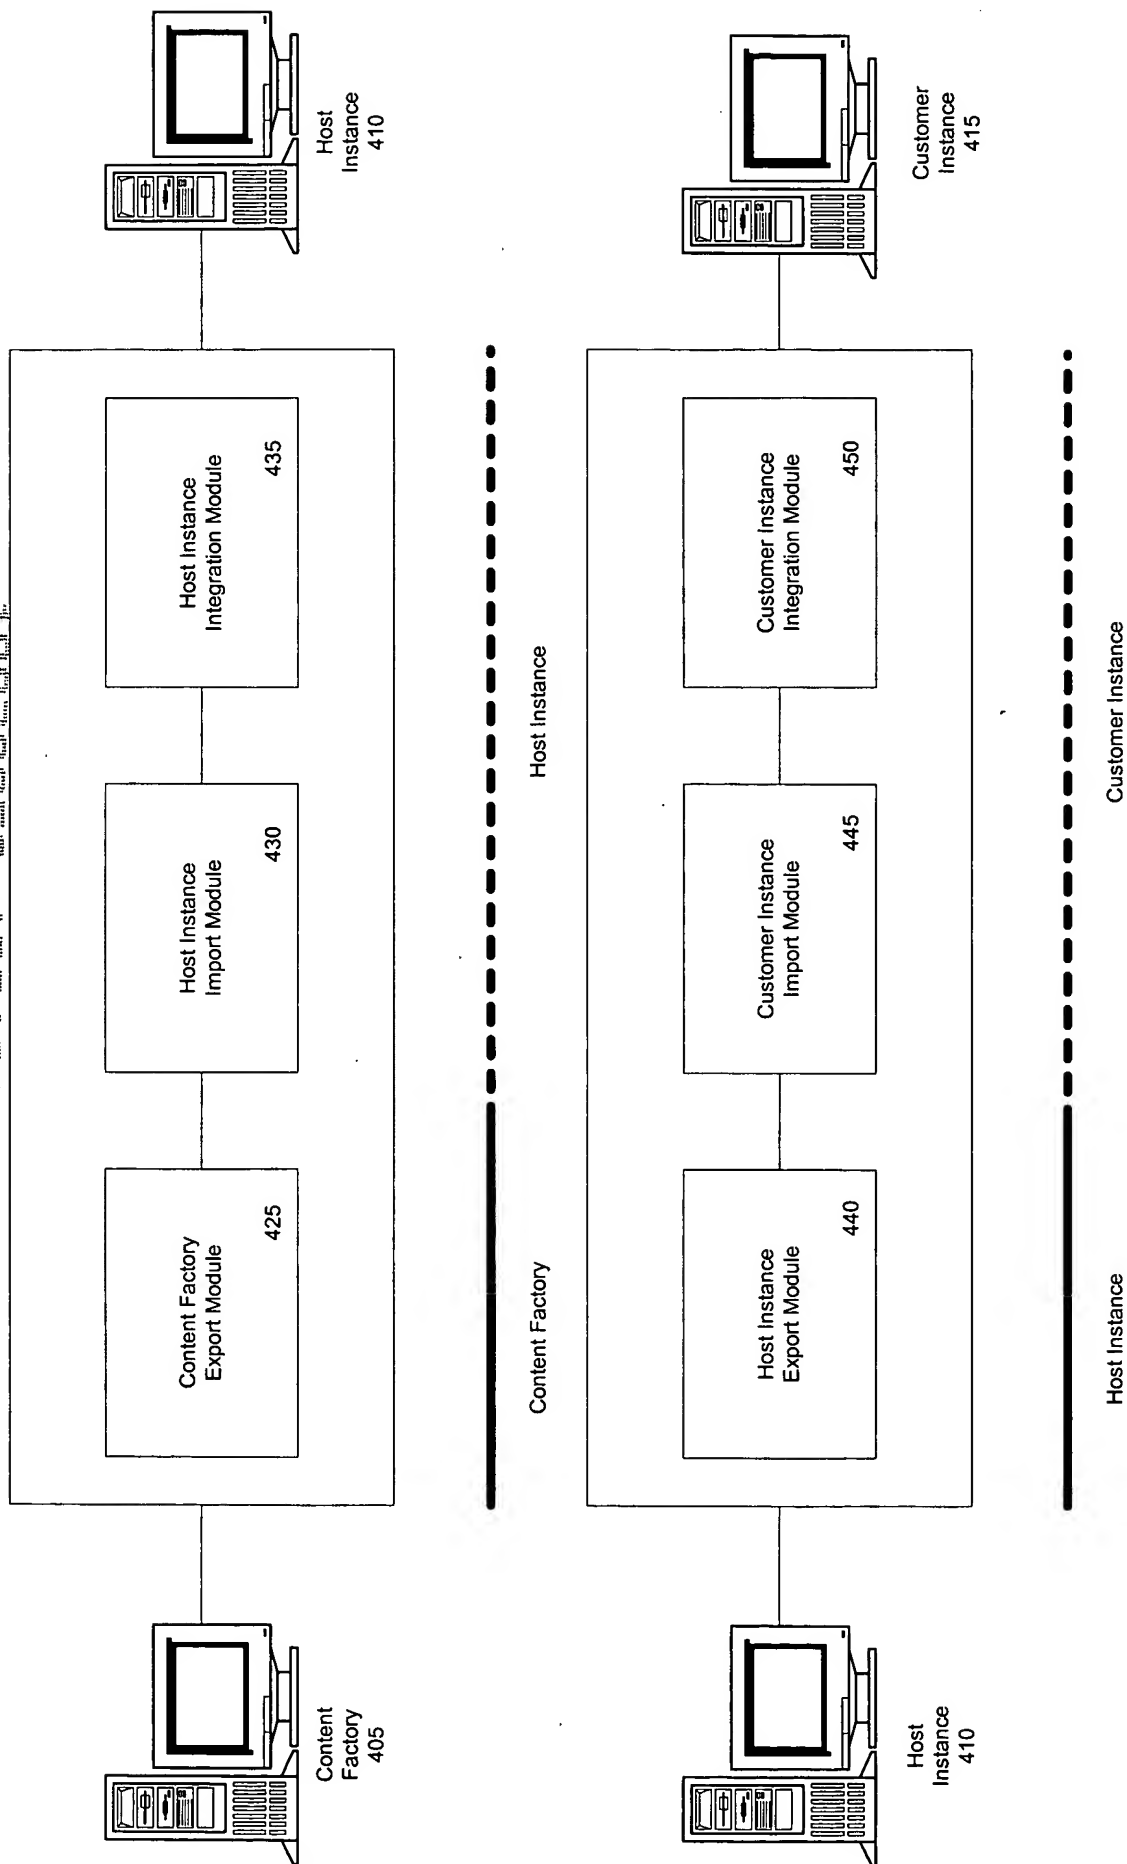 Content
Factory
405
Content Factory
Export Module
425
Host Instance
Import Module
430
Host Instance
Integration Module
435
Host
Instance
410
Content Factory
Host Instance
Host
Instance
410
Host Instance
Export Module
440
Customer Instance
Import Module
445
Customer Instance
Integration Module
450
Customer
Instance
415
Host Instance
Customer Instance